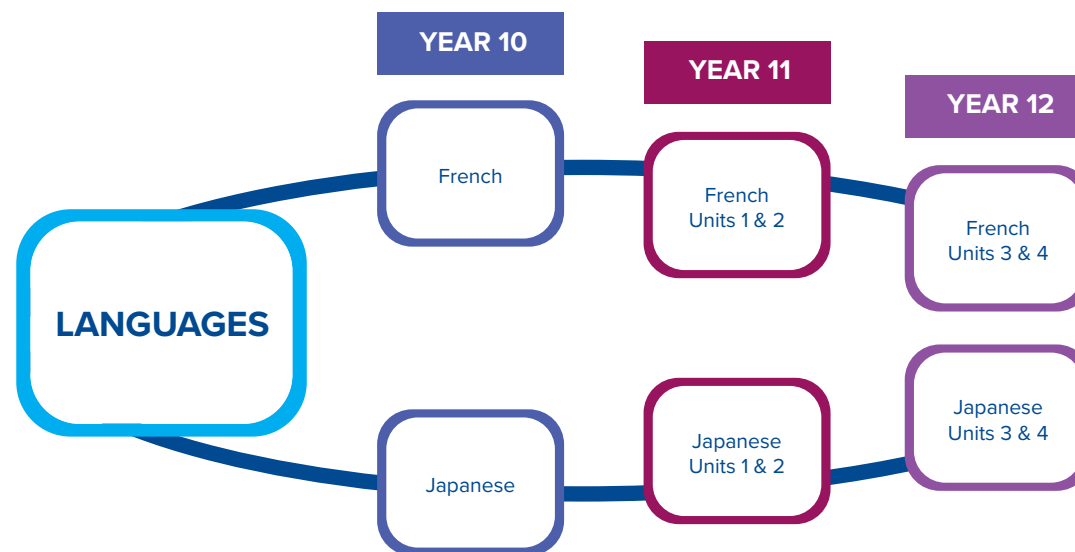 YEAR 10
YEAR 11
YEAR 12
LANGUAGES
French
French
Units 1 & 2
French
Units 3 & 4
Japanese
Japanese
Units 1 & 2
Japanese
Units 3 & 4